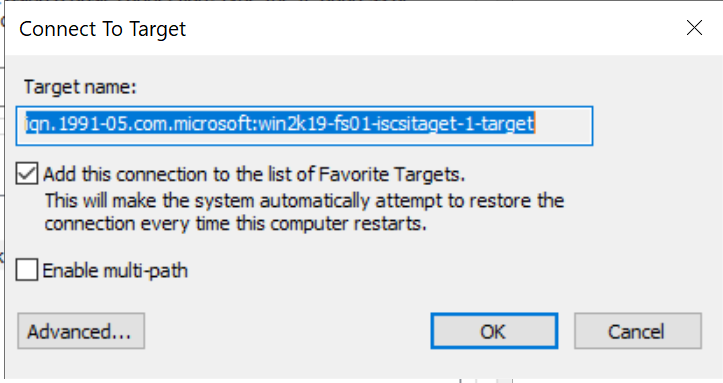 Connect To Target
Target name:
iqn.1991-05.com.microsoft:win2k19-fs01-iscsitaget-1-target
Add this connection to the list of Favorite Targets.
This will make the system automatically attempt to restore the
connection every time this computer restarts.
Enable multi-path
Advanced...
OK
Cancel